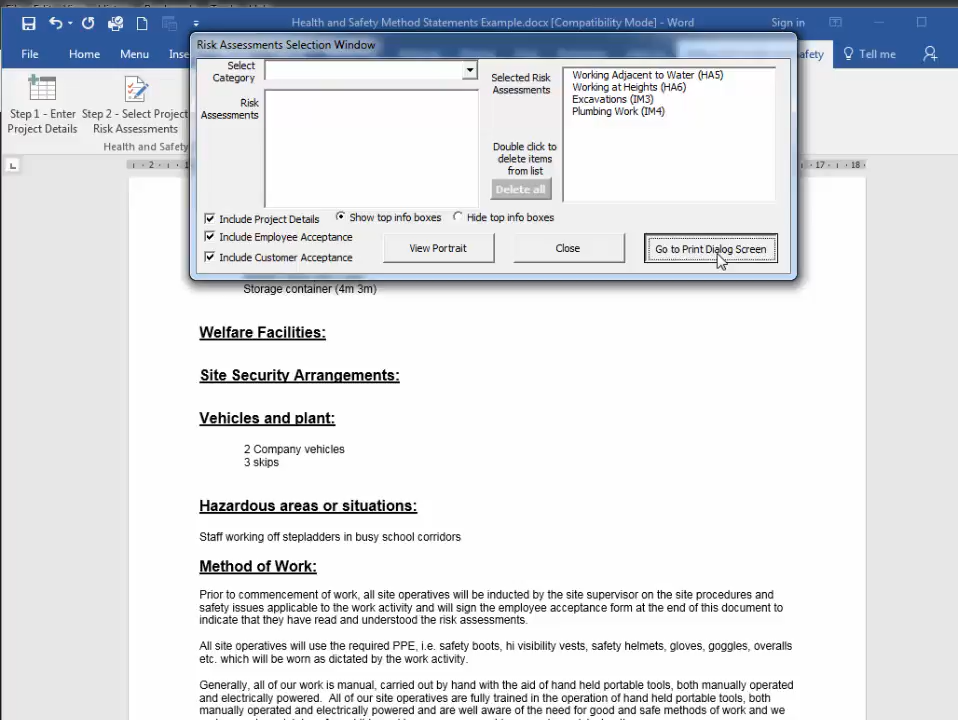 Health and Safety Method Statements Example.docx [Compatibility Mode] - Word
Sign in
File
Home
Menu
Inse
afety
Tell me
Step 1 - Enter
Project Details
Step 2 - Select Project
Risk Assessments
Health and Safety
Risk Assessments Selection Window
Select
Category
Risk
Assessments
Selected Risk
Assessments
Working Adjacent to Water (HA5)
Working at Heights (HA6)
Excavations (IM3)
Plumbing Work (IM4)
Double click to
delete items
from list
Delete all
Include Project Details
Show top info boxes
Hide top info boxes
Include Employee Acceptance
Include Customer Acceptance
View Portrait
Close
Go to Print Dialog Screen
2
1
17
18
Storage container (4m 3m)
Welfare Facilities:
Site Security Arrangements:
Vehicles and plant:
2 Company vehicles
3 skips
Hazardous areas or situations:
Staff working off stepladders in busy school corridors
Method of Work:
Prior to commencement of work, all site operatives will be inducted by the site supervisor on the site procedures and
safety issues applicable to the work activity and will sign the employee acceptance form at the end of this document to
indicate that they have read and understood the risk assessments.
All site operatives will use the required PPE, i.e. safety boots, hi visibility vests, safety helmets, gloves, goggles, overalls
etc. which will be worn as dictated by the work activity.
Generally, all of our work is manual, carried out by hand with the aid of hand held portable tools, both manually operated
and electrically powered.  All of our site operatives are fully trained in the operation of hand held portable tools, both
manually operated and electrically powered and are well aware of the need for good and safe methods of work and we